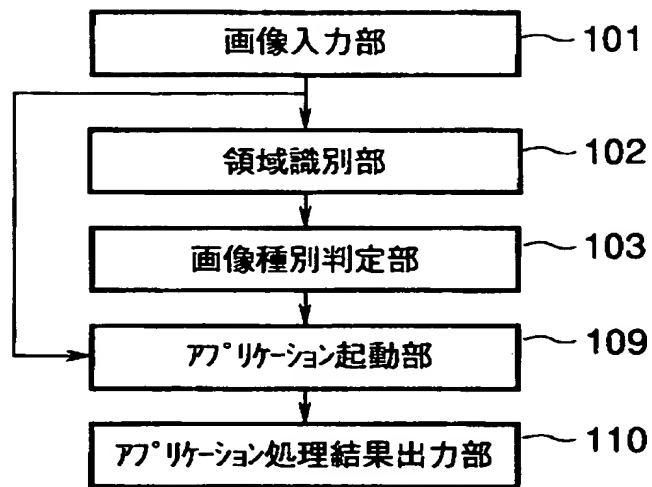 画像入力部 101
領域識別部 102
画像種別判定部 103
アプリケーション起動部 109
アプリケーション処理結果出力部 110